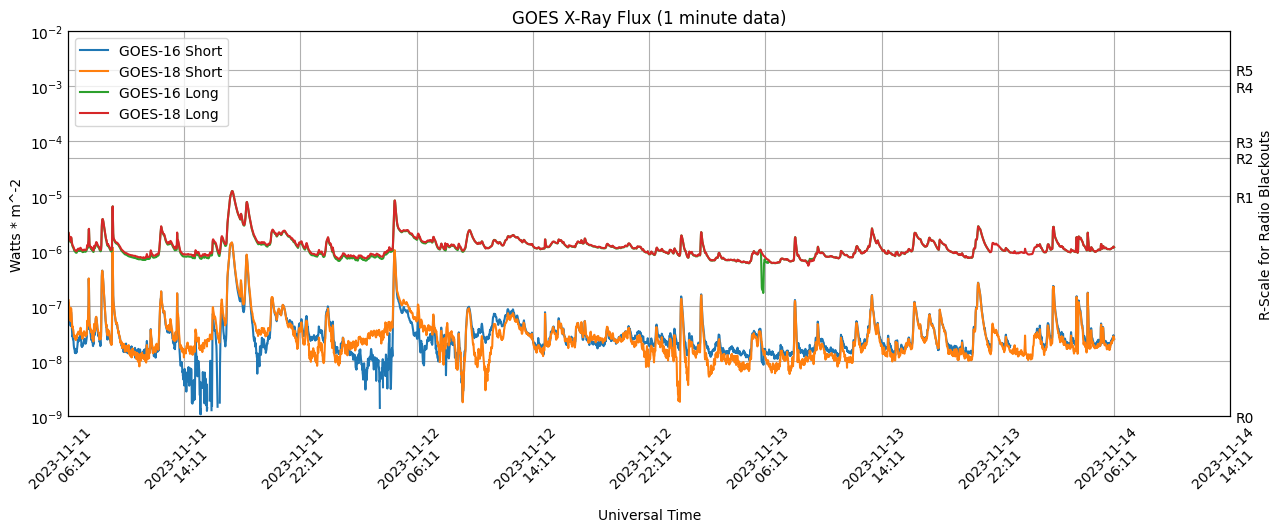 GOES X-Ray Flux (1 minute data)
GOES-16 Short
GOES-18 Short
GOES-16 Long
GOES-18 Long
Watts * m^-2
10^-2
10^-3
10^-4
10^-5
10^-6
10^-7
10^-8
10^-9
R5
R4
R3
R2
R1
R0
R-Scale for Radio Blackouts
2023-11-11
06:11
2023-11-11
14:11
2023-11-11
22:11
2023-11-12
06:11
2023-11-12
14:11
2023-11-12
22:11
2023-11-13
06:11
2023-11-13
14:11
2023-11-13
22:11
2023-11-14
06:11
2023-11-14
14:11
Universal Time